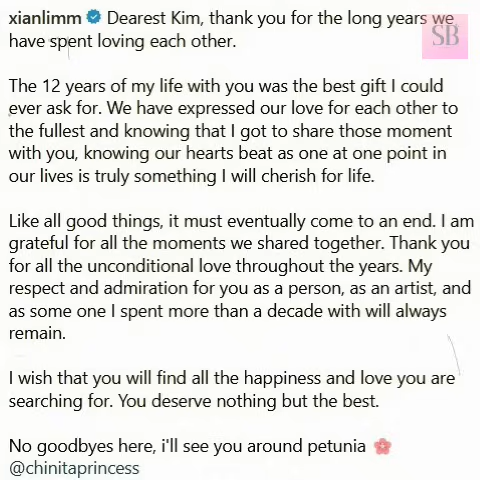 xianlimm Dearest Kim, thank you for the long years we
SB
have spent loving each other.
The 12 years of my life with you was the best gift I could
ever ask for. We have expressed our love for each other to
the fullest and knowing that I got to share those moment
with you, knowing our hearts beat as one at one point in
our lives is truly something I will cherish for life.
Like all good things, it must eventually come to an end. I am
grateful for all the moments we shared together. Thank you
for all the unconditional love throughout the years. My
respect and admiration for you as a person, as an artist, and
as some one I spent more than a decade with will always
remain.
I wish that you will find all the happiness and love you are
searching for. You deserve nothing but the best.
No goodbyes here, i'll see you around petunia 🌸
@chinitaprincess